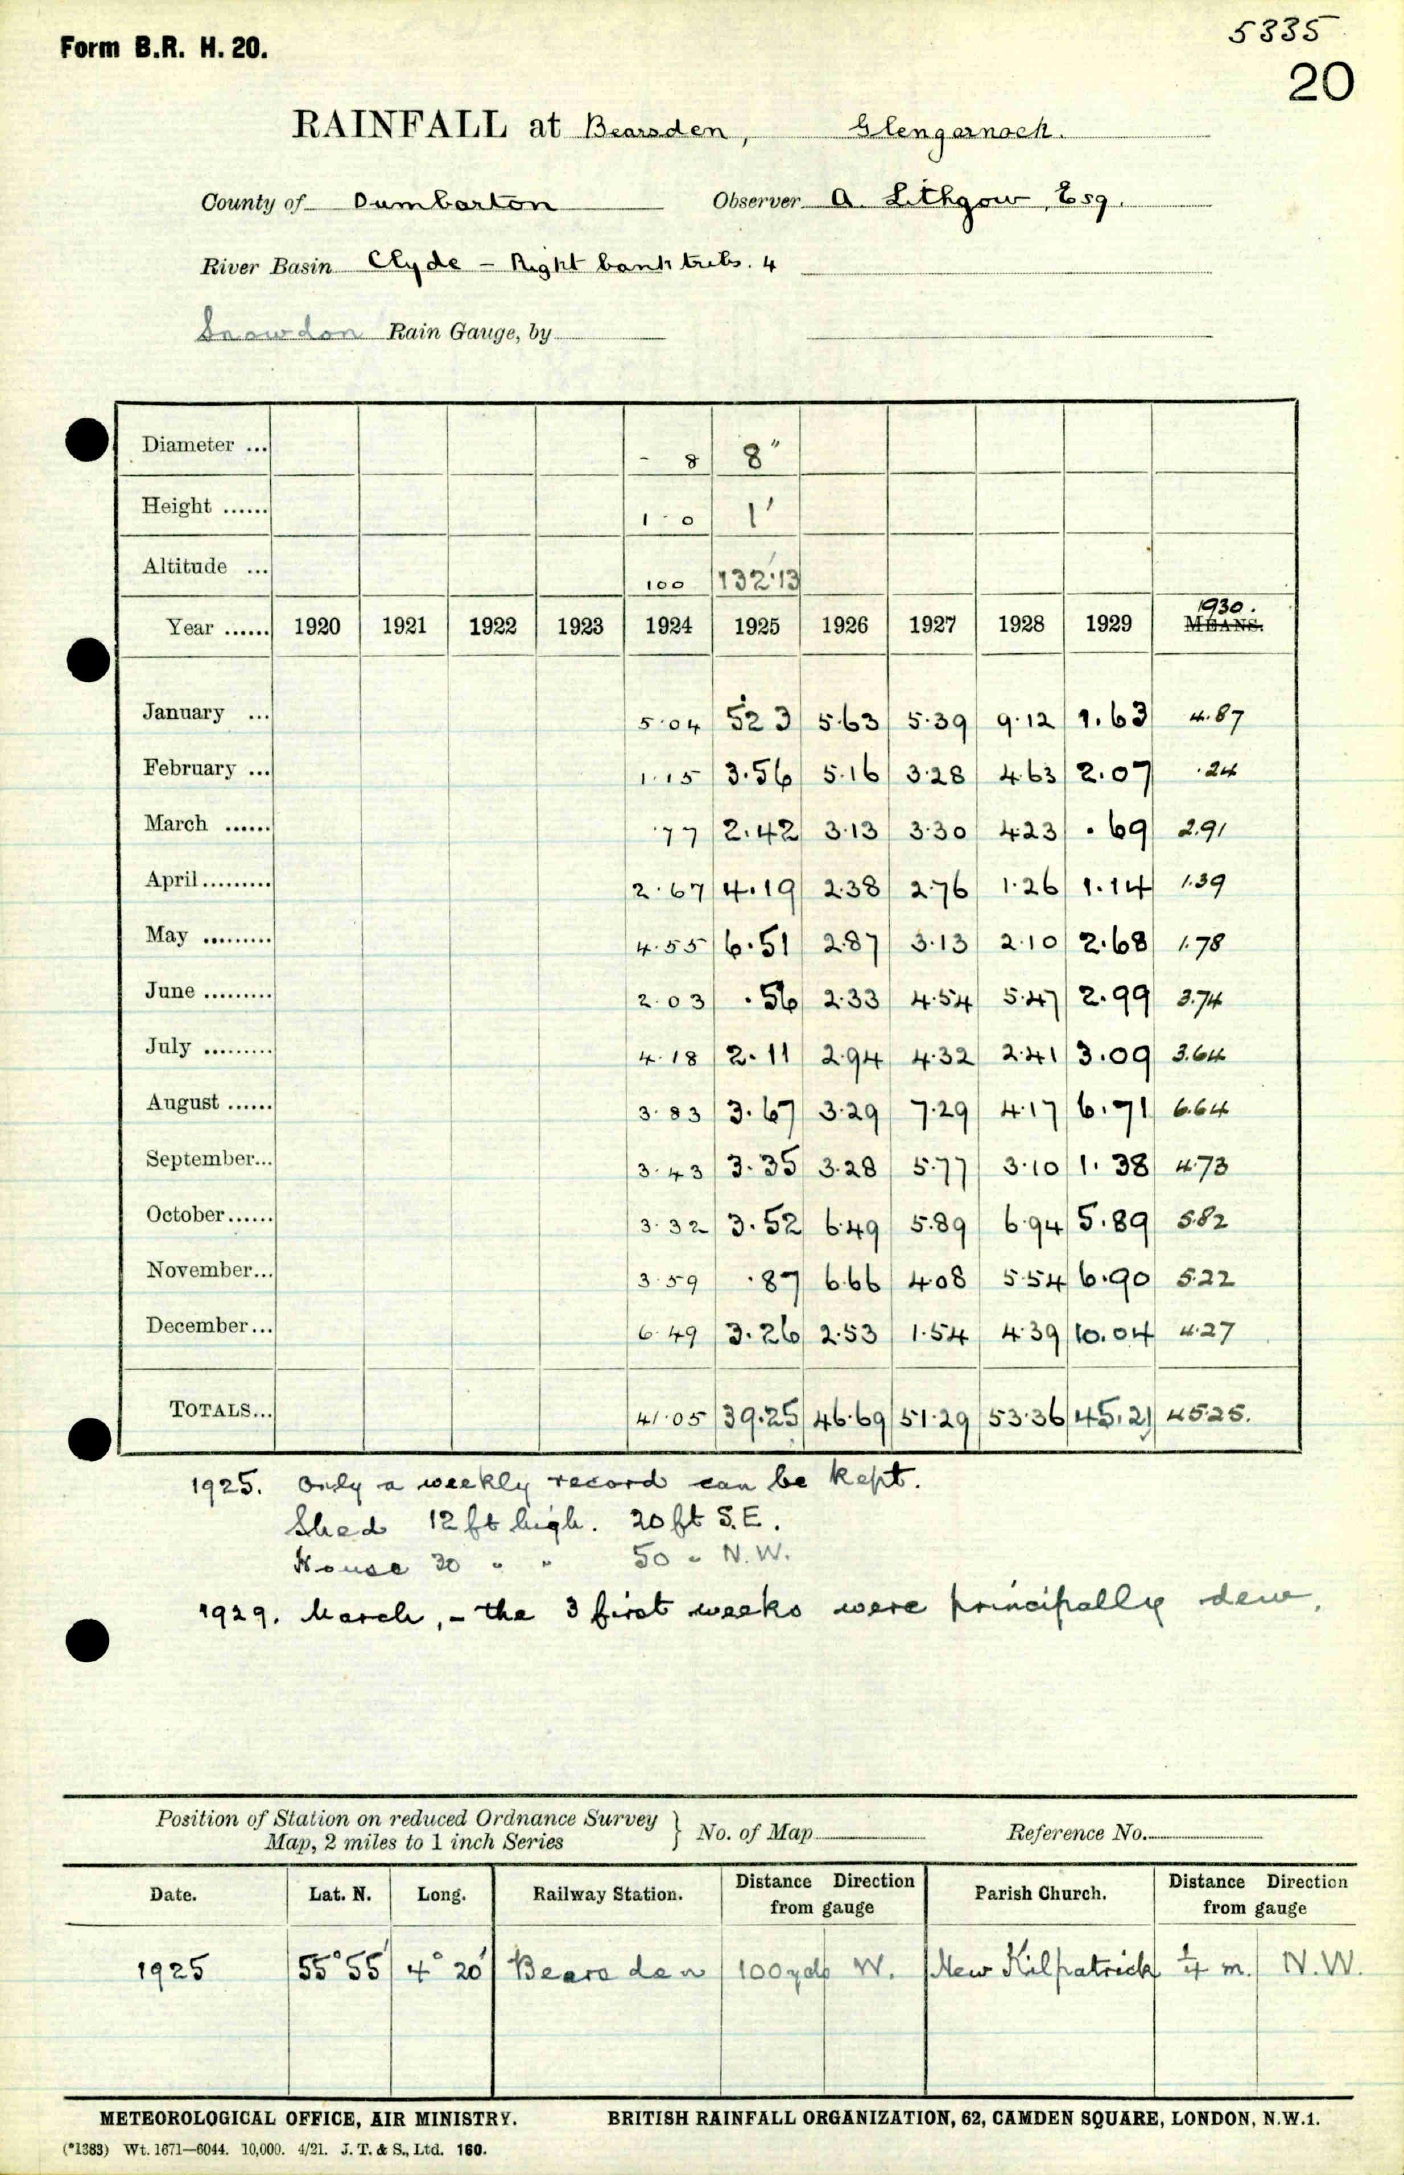 Form B.R. H. 20.
5335
20
RAINFALL at Bearsden, Glengarnock.
County of Dumbarton Observer A. Lithgow, Esq.
River Basin Clyde – Right bank tribs. 4
Snowdon Rain Gauge, by
Diameter ... - 8 8"
Height ...... 1 - 0 1'
Altitude ... 100 132·13
1930.
Year ...... 1920 1921 1922 1923 1924 1925 1926 1927 1928 1929 MEANS.
January ... 5·04 5·23 5·63 5·39 9·12 1.63 4.87
February ... 1·15 3.56 5·16 3·28 4·63 2.07 ·24
March ...... ·77 2.42 3·13 3·30 4·23 .69 2.91
April......... 2·67 4.19 2·38 2·76 1·26 1.14 1.39
May ......... 4·55 6.51 2·87 3·13 2·10 2.68 1.78
June ......... 2·03 .56 2·33 4·54 5·47 2.99 3.74
July ......... 4·18 2.11 2·94 4·32 2·41 3.09 3.64
August ...... 3·83 3.67 3·29 7·29 4·17 6.71 6.64
September... 3·43 3.35 3·28 5·77 3·10 1.38 4.73
October...... 3·32 3.52 6·49 5·89 6·94 5.89 5.82
November... 3·59 ·87 6·66 4·08 5·54 6.90 5.22
December... 6·49 3.26 2·53 1·54 4·39 10.04 4.27
TOTALS... 41·05 39.25 46·69 51·29 53·36 45.21 45.25.
1925. Only a weekly record can be kept.
Shed 12 ft high. 20 ft S.E.
House 30 " " 50 " N.W.
1929. March, – the 3 first weeks were principally dew.
Position of Station on reduced Ordnance Survey
Map, 2 miles to 1 inch Series } No. of Map Reference No.
Date. Lat. N. Long. Railway Station. Distance Direction from gauge Parish Church. Distance Direction from gauge
1925 55° 55' 4° 20' Bearsden 100 yds W. New Kilpatrick ¼ m. N.W.
METEOROLOGICAL OFFICE, AIR MINISTRY. BRITISH RAINFALL ORGANIZATION, 62, CAMDEN SQUARE, LONDON, N.W.1.
(*1383) Wt. 1671—6044. 10,000. 4/21. J. T. & S., Ltd. 160.